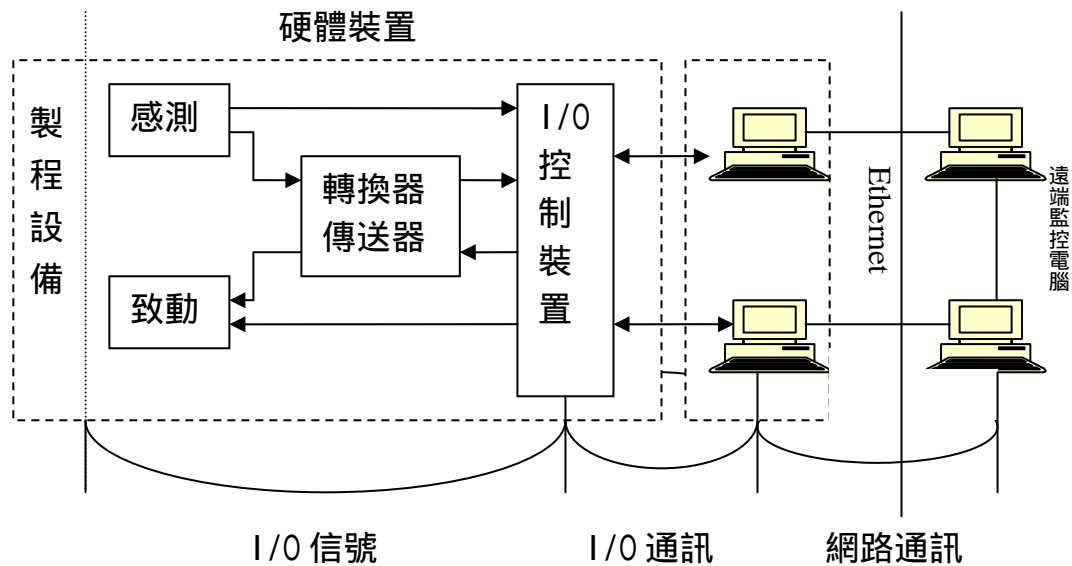 硬體裝置
製
程
設
備
感測
轉換器
傳送器
致動
I/O
控
制
裝
置
Ethernet
遠端監控電腦
I/O 信號
I/O 通訊
網路通訊